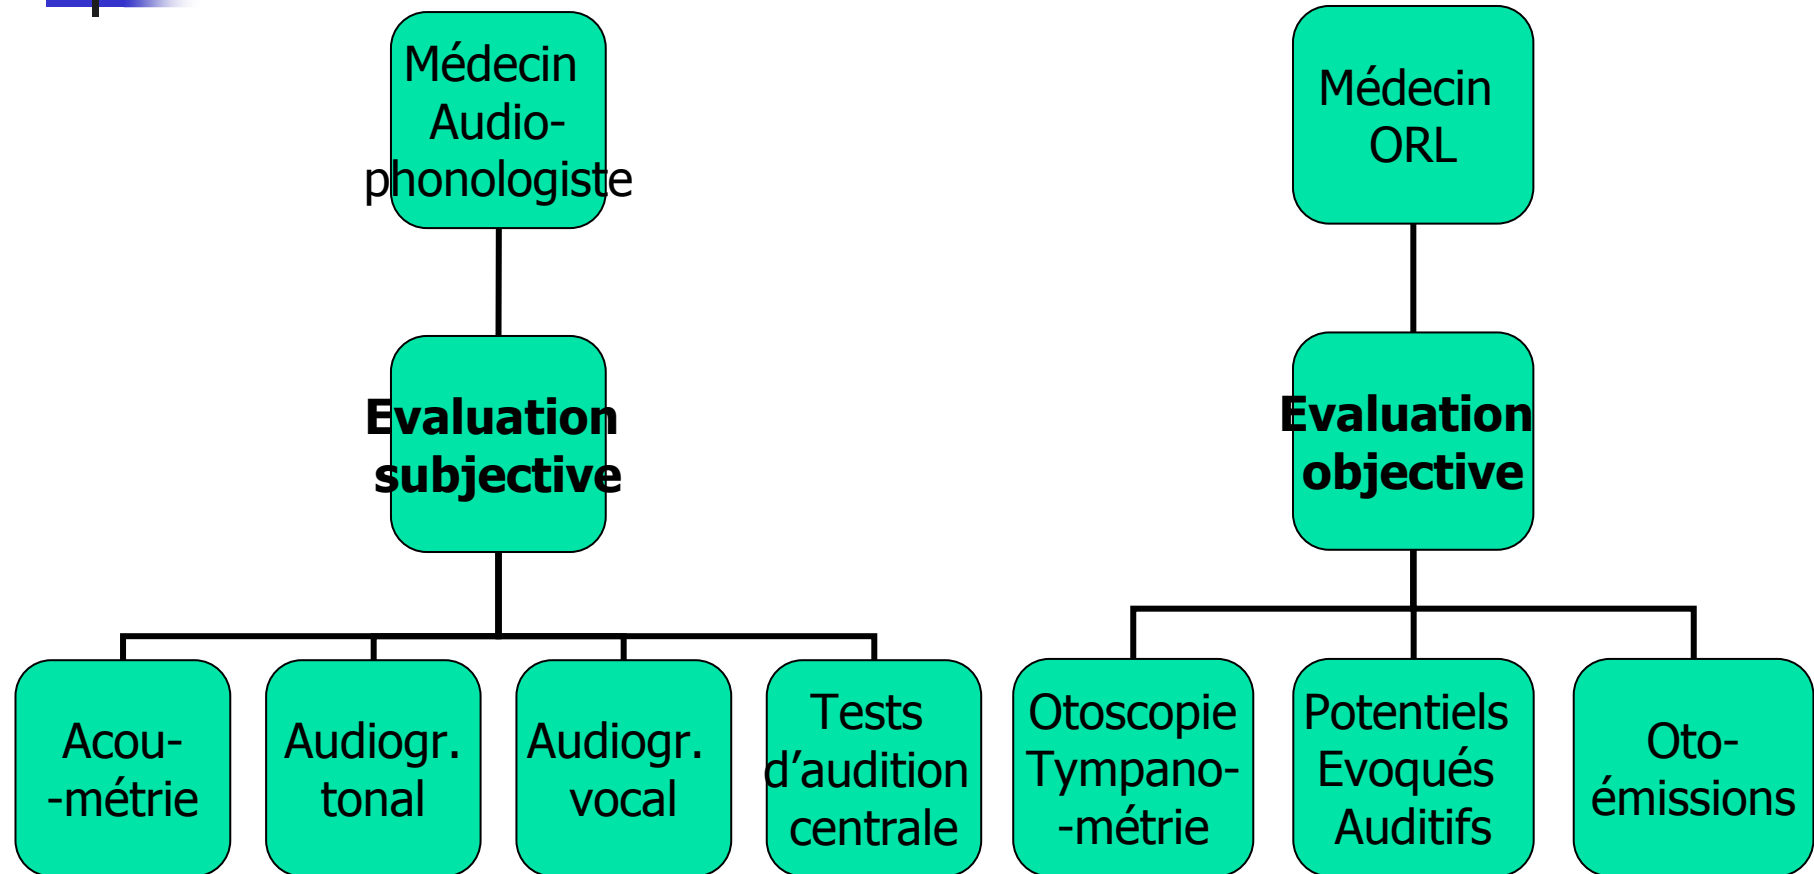 Médecin
Audio-
phonologiste
Médecin
ORL
Evaluation
subjective
Evaluation
objective
Acou-
-métrie
Audiogr.
tonal
Audiogr.
vocal
Tests
d’audition
centrale
Otoscopie
Tympano-
-métrie
Potentiels
Evoqués
Auditifs
Oto-
émissions